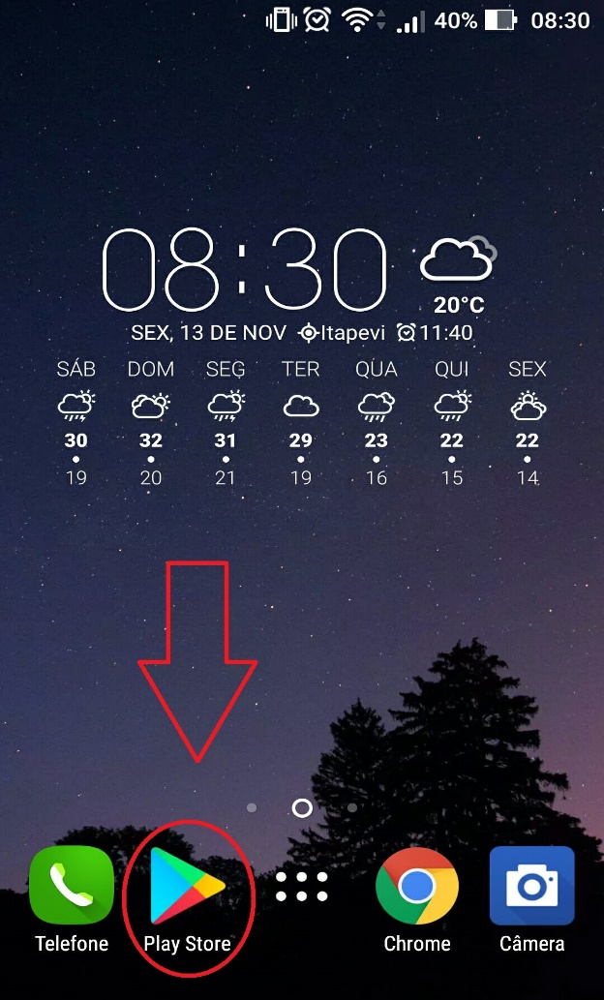 40% 08:30
08:30
20°C
SEX, 13 DE NOV Itapevi 11:40
SÁB DOM SEG TER QUA QUI SEX
30 32 31 29 23 22 22
19 20 21 19 16 15 14
Telefone Play Store Chrome Câmera